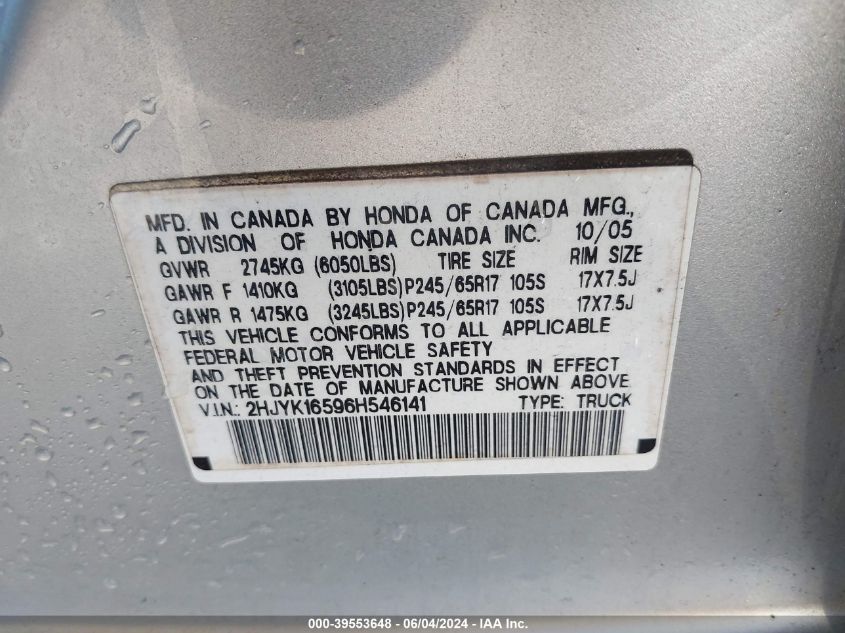 MFD. IN CANADA BY HONDA OF CANADA MFG.,
A DIVISION OF HONDA CANADA INC. 10/05
GVWR 2745KG (6050LBS) TIRE SIZE RIM SIZE
GAWR F 1410KG (3105LBS) P245/65R17 105S 17X7.5J
GAWR R 1475KG (3245LBS) P245/65R17 105S 17X7.5J
THIS VEHICLE CONFORMS TO ALL APPLICABLE
FEDERAL MOTOR VEHICLE SAFETY
AND THEFT PREVENTION STANDARDS IN EFFECT
ON THE DATE OF MANUFACTURE SHOWN ABOVE
V.I.N.: 2HJYK16596H546141 TYPE: TRUCK
000-39553648 - 06/04/2024 - IAA Inc.